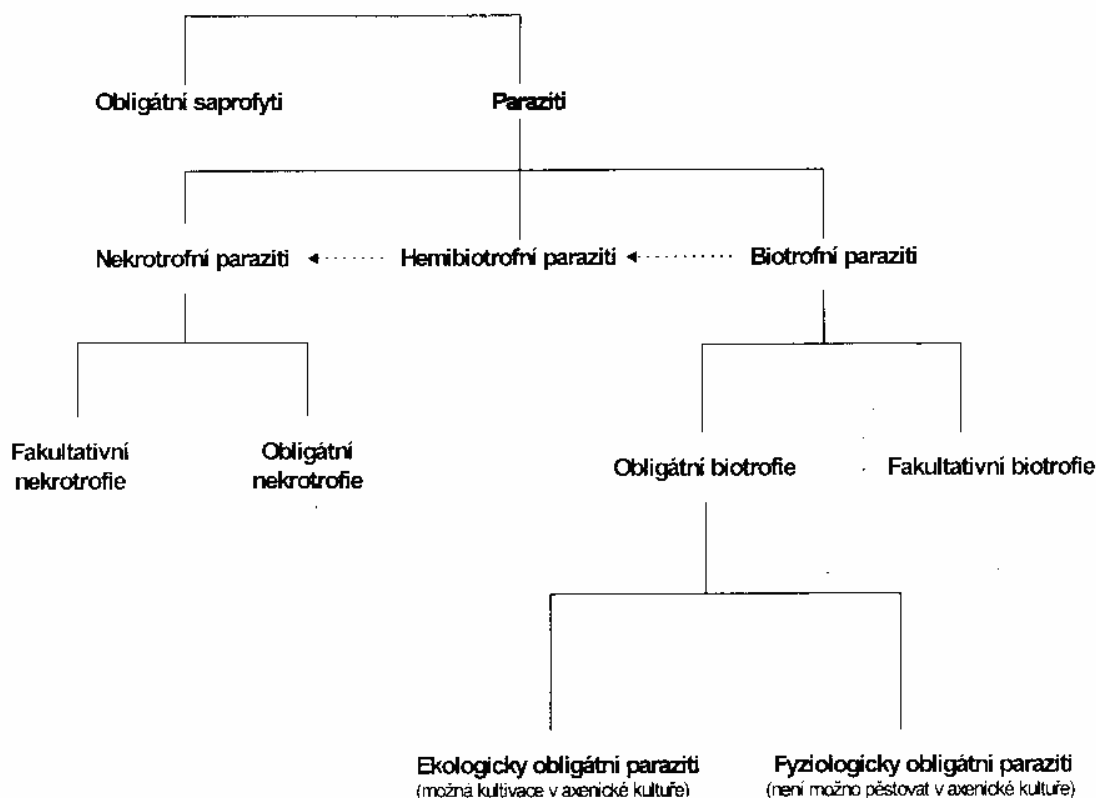 Obligátní saprofyti
Paraziti
Nekrotrofní paraziti
Hemibiotrofní paraziti
Biotrofní paraziti
Fakultativní
nekrotrofie
Obligátní
nekrotrofie
Obligátní biotrofie
Fakultativní biotrofie
Ekologicky obligátní paraziti
(možná kultivace v axenické kultuře)
Fyziologicky obligátní paraziti
(není možno pěstovat v axenické kultuře)